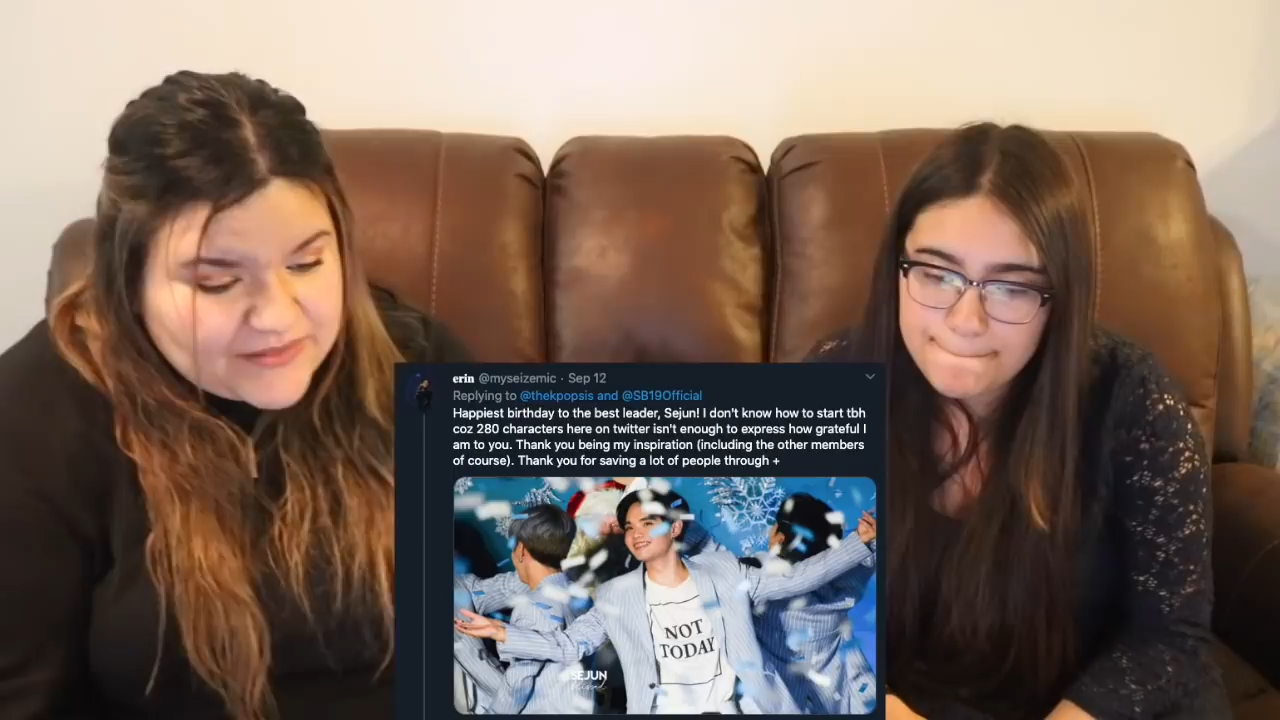 erin @myseizemic · Sep 12
Replying to @thekpopsis and @SB19Official
Happiest birthday to the best leader, Sejun! I don't know how to start tbh
coz 280 characters here on twitter isn't enough to express how grateful I
am to you. Thank you being my inspiration (including the other members
of course). Thank you for saving a lot of people through +
NOT
TODAY
SEJUN